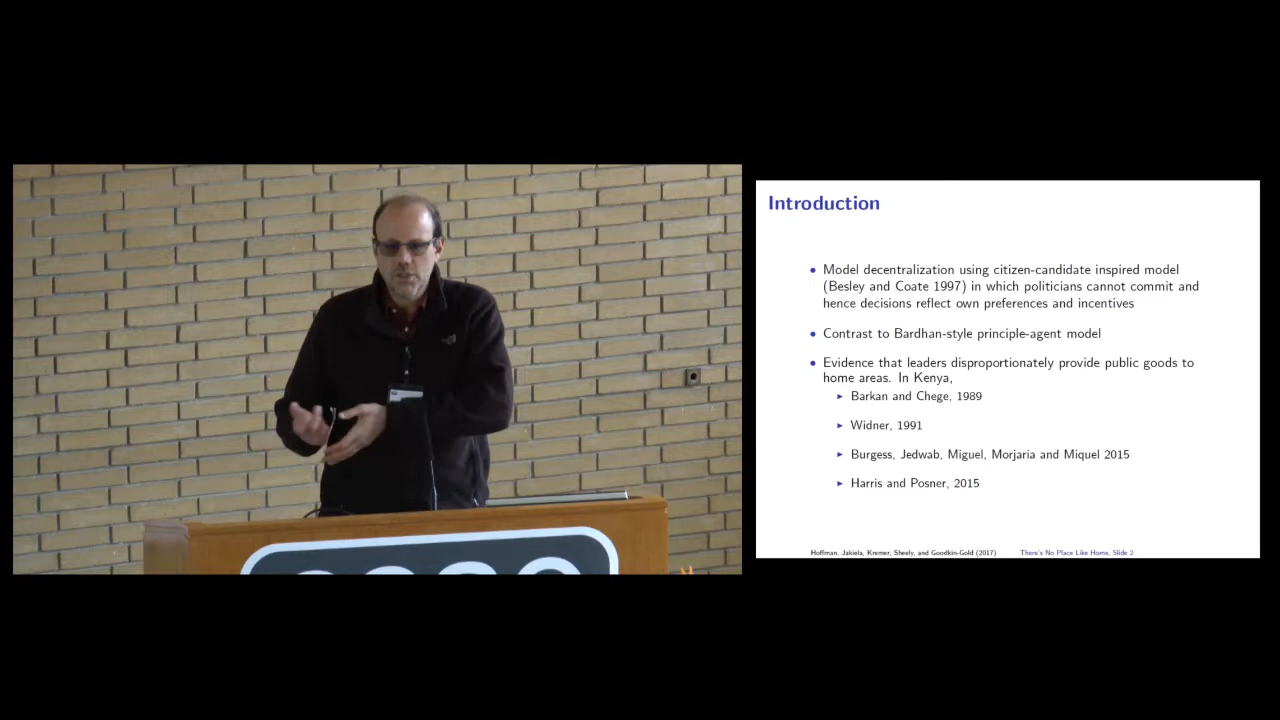 Introduction
Model decentralization using citizen-candidate inspired model
(Besley and Coate 1997) in which politicians cannot commit and
hence decisions reflect own preferences and incentives
Contrast to Bardhan-style principle-agent model
Evidence that leaders disproportionately provide public goods to
home areas. In Kenya,
Barkan and Chege, 1989
Widner, 1991
Burgess, Jedwab, Miguel, Morjaria and Miquel 2015
Harris and Posner, 2015
Hoffman, Jakiela, Kremer, Sheely, and Goodkin-Gold (2017) There's No Place Like Home, Slide 2